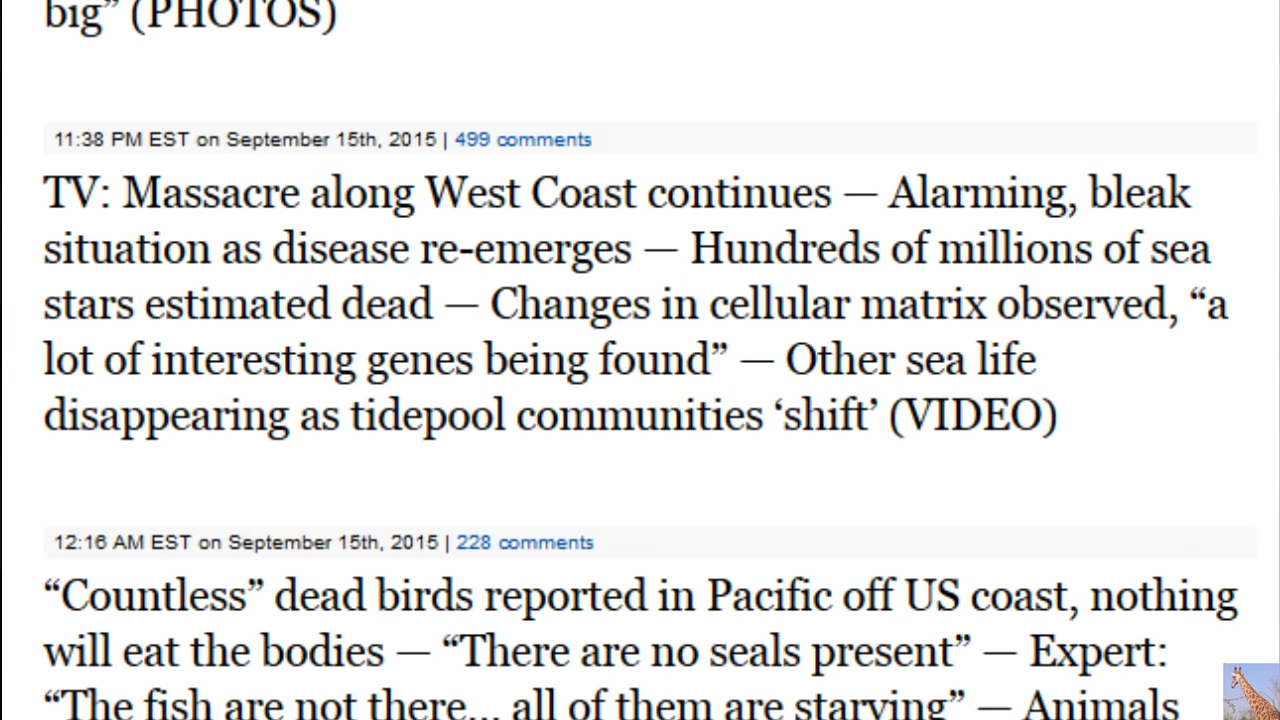 big” (PHOTOS)
11:38 PM EST on September 15th, 2015 | 499 comments
TV: Massacre along West Coast continues — Alarming, bleak
situation as disease re-emerges — Hundreds of millions of sea
stars estimated dead — Changes in cellular matrix observed, “a
lot of interesting genes being found” — Other sea life
disappearing as tidepool communities ‘shift’ (VIDEO)
12:16 AM EST on September 15th, 2015 | 228 comments
“Countless” dead birds reported in Pacific off US coast, nothing
will eat the bodies — “There are no seals present” — Expert:
“The fish are not there... all of them are starving” — Animals